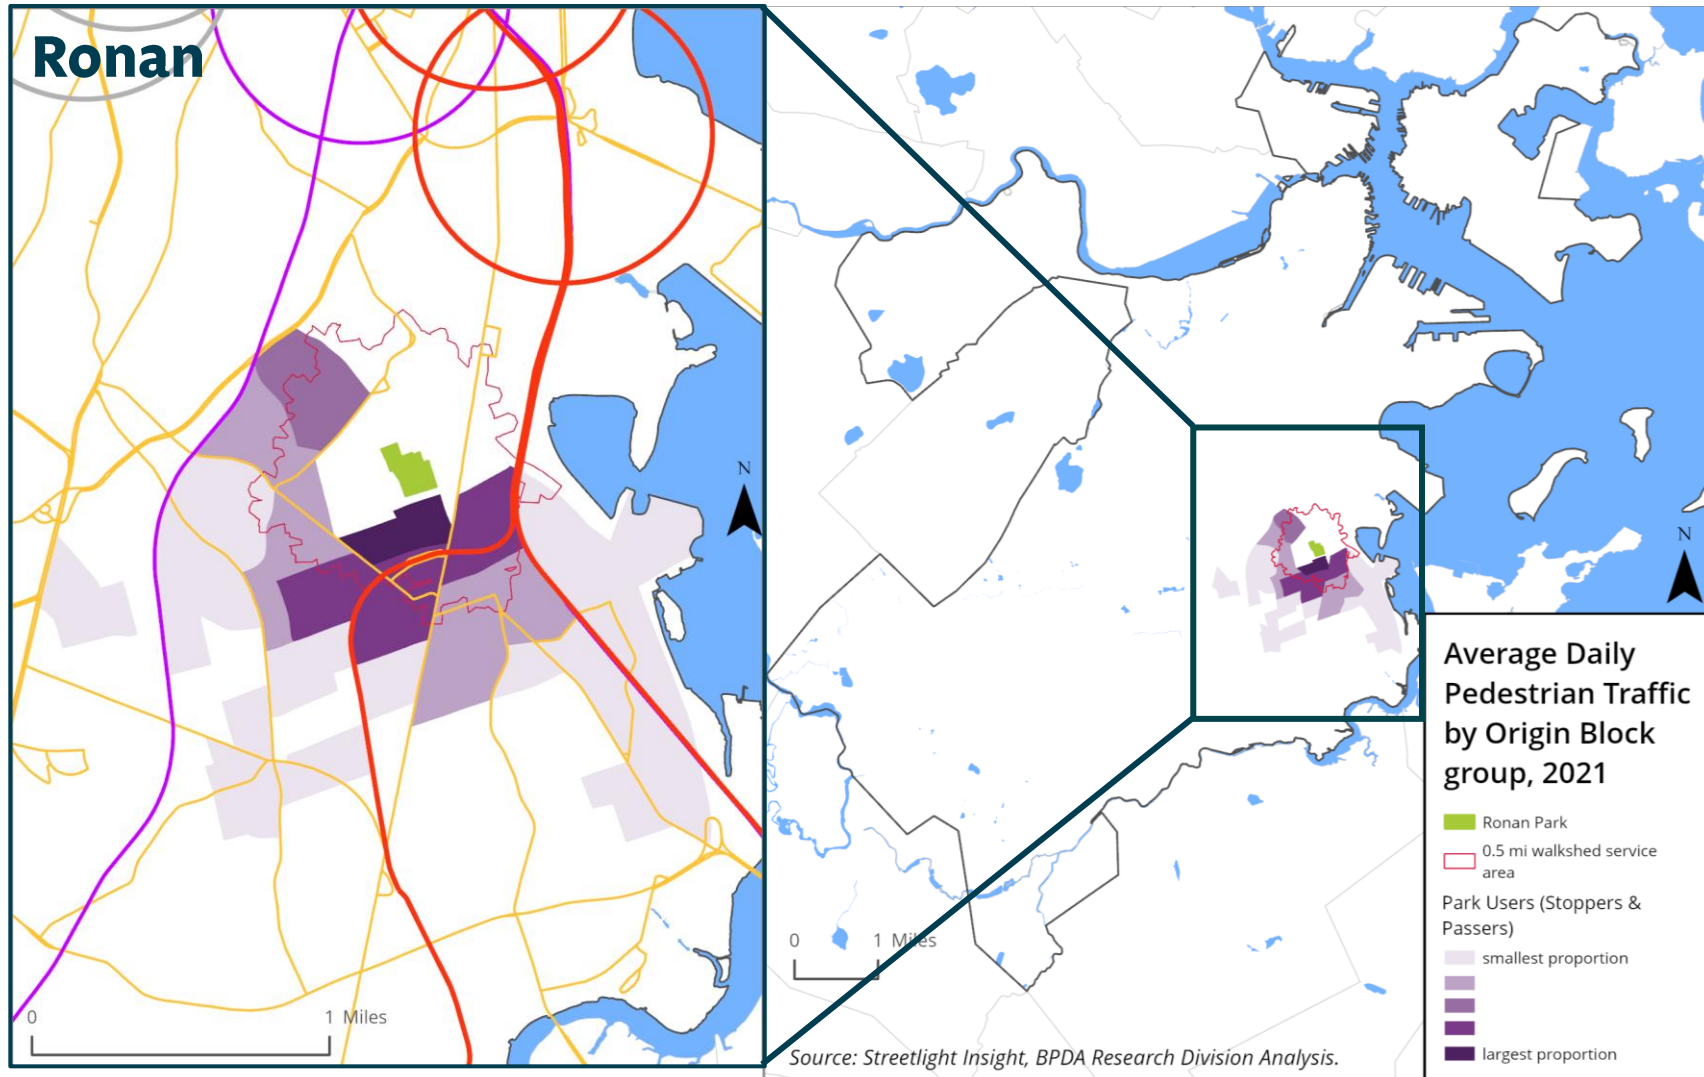 Ronan
N
0
1 Miles
N
0
1 Miles
Source: Streetlight Insight, BPDA Research Division Analysis.
Average Daily
Pedestrian Traffic
by Origin Block
group, 2021
Ronan Park
0.5 mi walkshed service
area
Park Users (Stoppers &
Passers)
smallest proportion
largest proportion